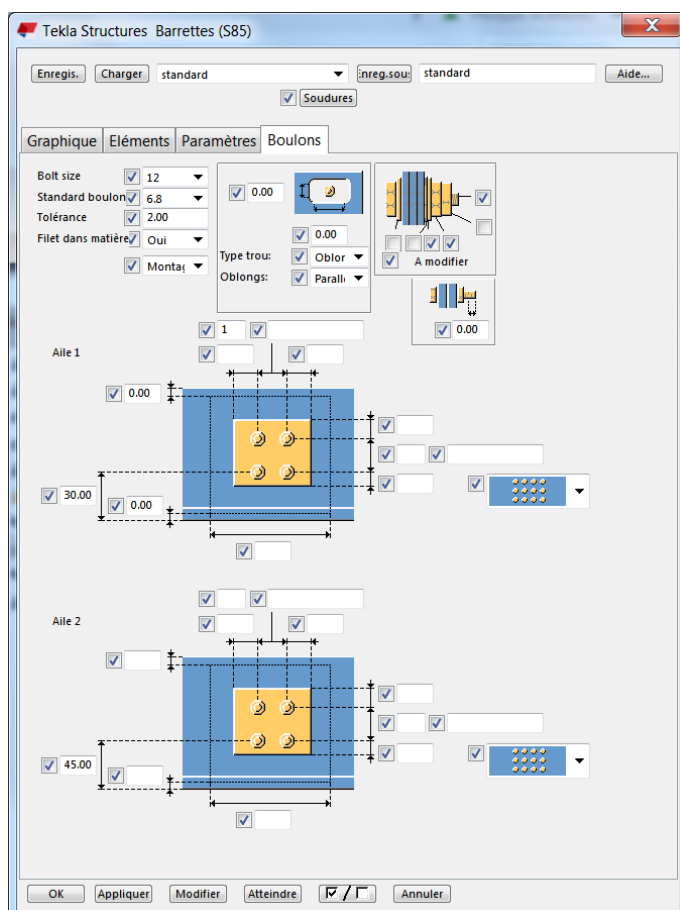 Tekla Structures Barrettes (S85)
Enregis. Charger standard Enreg.sous standard Aide...
Soudures
Graphique Eléments Paramètres Boulons
Bolt size 12
Standard boulon 6.8
Tolérance 2.00
Filet dans matière Oui
Montag
0.00
0.00
Type trou: Oblon
Oblongs: Parallè
A modifier
0.00
1
Aile 1
0.00
30.00
0.00
Aile 2
45.00
OK Appliquer Modifier Atteindre / Annuler